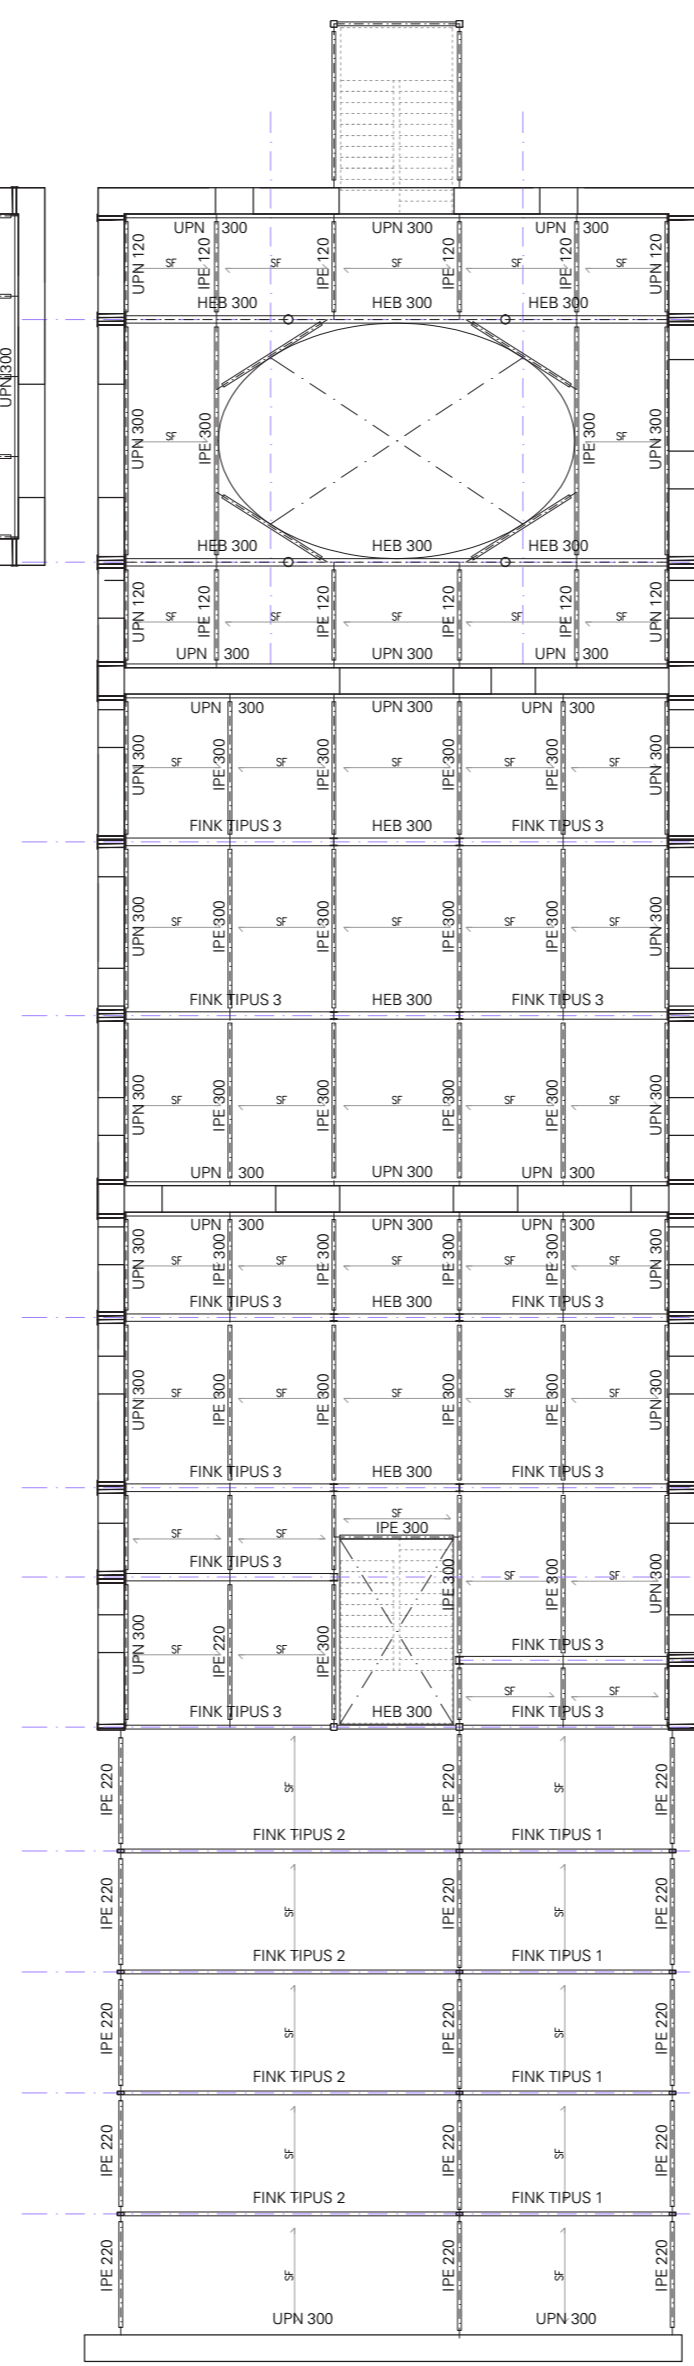 UPN 300
UPN 300 UPN 300 UPN 300
UPN 120 IPE 120 IPE 120 IPE 120 IPE 120 UPN 120
SF SF SF SF SF
HEB 300 HEB 300 HEB 300
UPN 300 IPE 300 IPE 300 UPN 300
SF SF
HEB 300 HEB 300 HEB 300
UPN 120 IPE 120 IPE 120 IPE 120 IPE 120 UPN 120
SF SF SF SF SF
UPN 300 UPN 300 UPN 300
UPN 300 UPN 300 UPN 300
UPN 300 IPE 300 IPE 300 IPE 300 IPE 300 UPN 300
SF SF SF SF SF
FINK TIPUS 3 HEB 300 FINK TIPUS 3
UPN 300 IPE 300 IPE 300 IPE 300 IPE 300 UPN 300
SF SF SF SF SF
FINK TIPUS 3 HEB 300 FINK TIPUS 3
UPN 300 IPE 300 IPE 300 IPE 300 IPE 300 UPN 300
SF SF SF SF SF
UPN 300 UPN 300 UPN 300
UPN 300 UPN 300 UPN 300
UPN 300 IPE 300 IPE 300 IPE 300 IPE 300 UPN 300
SF SF SF SF SF
FINK TIPUS 3 HEB 300 FINK TIPUS 3
UPN 300 IPE 300 IPE 300 IPE 300 IPE 300 UPN 300
SF SF SF SF SF
FINK TIPUS 3 HEB 300 FINK TIPUS 3
SF
IPE 300
SF SF
FINK TIPUS 3
IPE 300 IPE 300 UPN 300
SF SF
UPN 300 IPE 220 IPE 300
SF SF
FINK TIPUS 3
SF SF
FINK TIPUS 3 HEB 300 FINK TIPUS 3
IPE 220 SF IPE 220 SF IPE 220
FINK TIPUS 2 FINK TIPUS 1
IPE 220 SF IPE 220 SF IPE 220
FINK TIPUS 2 FINK TIPUS 1
IPE 220 SF IPE 220 SF IPE 220
FINK TIPUS 2 FINK TIPUS 1
IPE 220 SF IPE 220 SF IPE 220
FINK TIPUS 2 FINK TIPUS 1
IPE 220 SF IPE 220 SF IPE 220
UPN 300 UPN 300